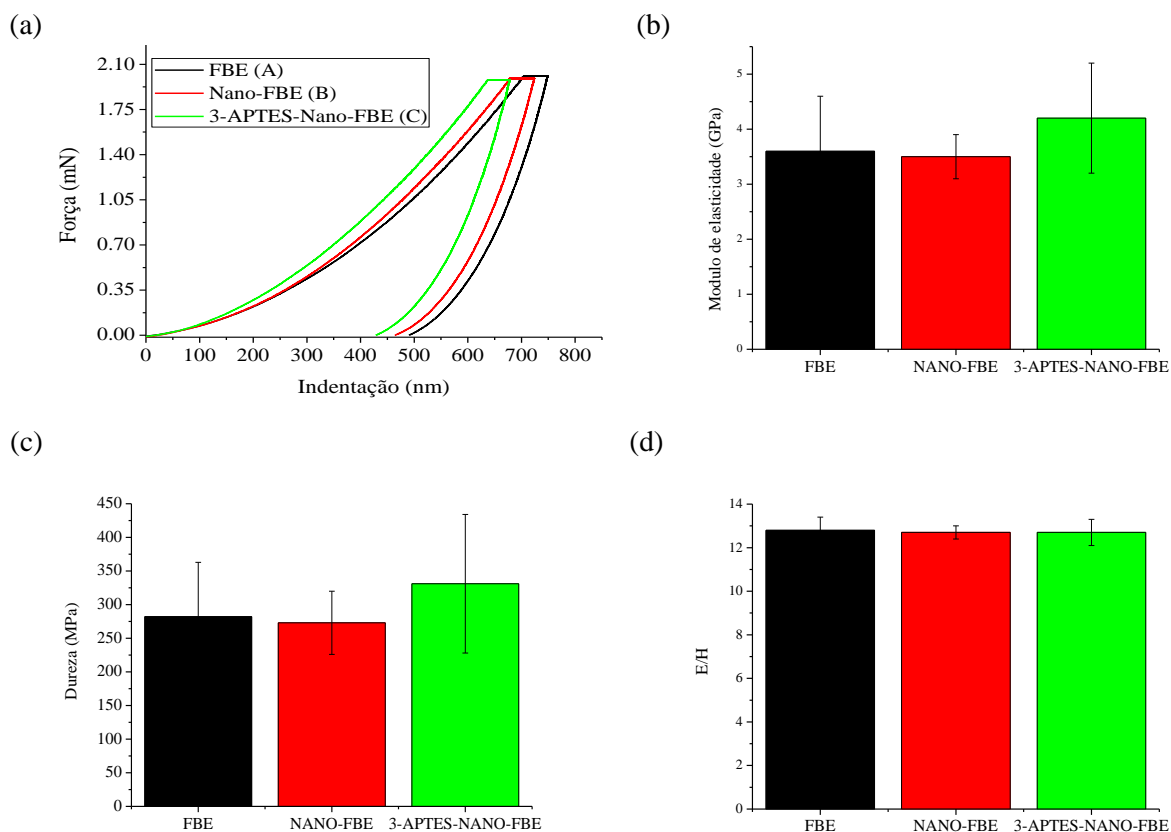 (a)
2.10
1.75
1.40
1.05
0.70
0.35
0.00
Força (mN)
FBE (A)
Nano-FBE (B)
3-APTES-Nano-FBE (C)
0 100 200 300 400 500 600 700 800
Indentação (nm)
(b)
5
4
3
2
1
0
Modulo de elasticidade (GPa)
FBE NANO-FBE 3-APTES-NANO-FBE
(c)
450
400
350
300
250
200
150
100
50
0
Dureza (MPa)
FBE NANO-FBE 3-APTES-NANO-FBE
(d)
14
12
10
8
6
4
2
0
E/H
FBE NANO-FBE 3-APTES-NANO-FBE